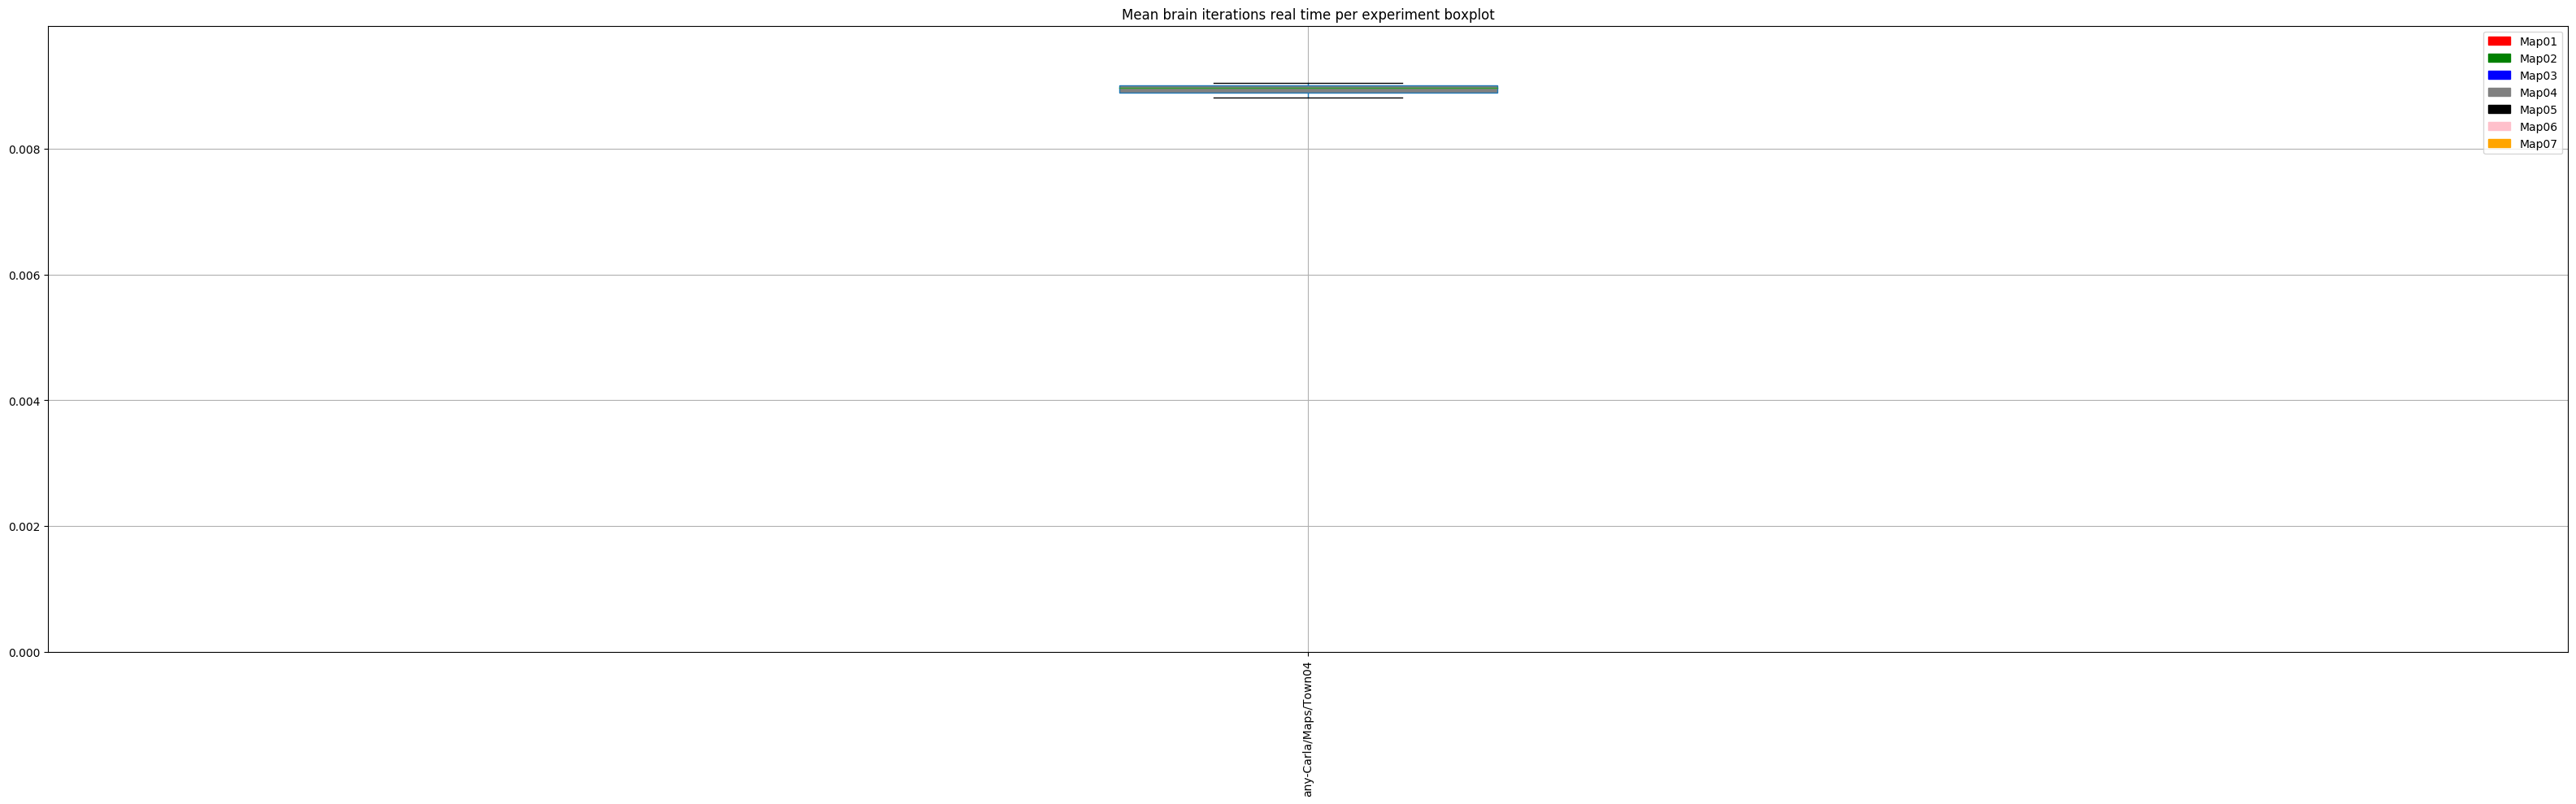 Mean brain iterations real time per experiment boxplot
Map01
Map02
Map03
Map04
Map05
Map06
Map07
0.008
0.006
0.004
0.002
0.000
any-Carla/Maps/Town04